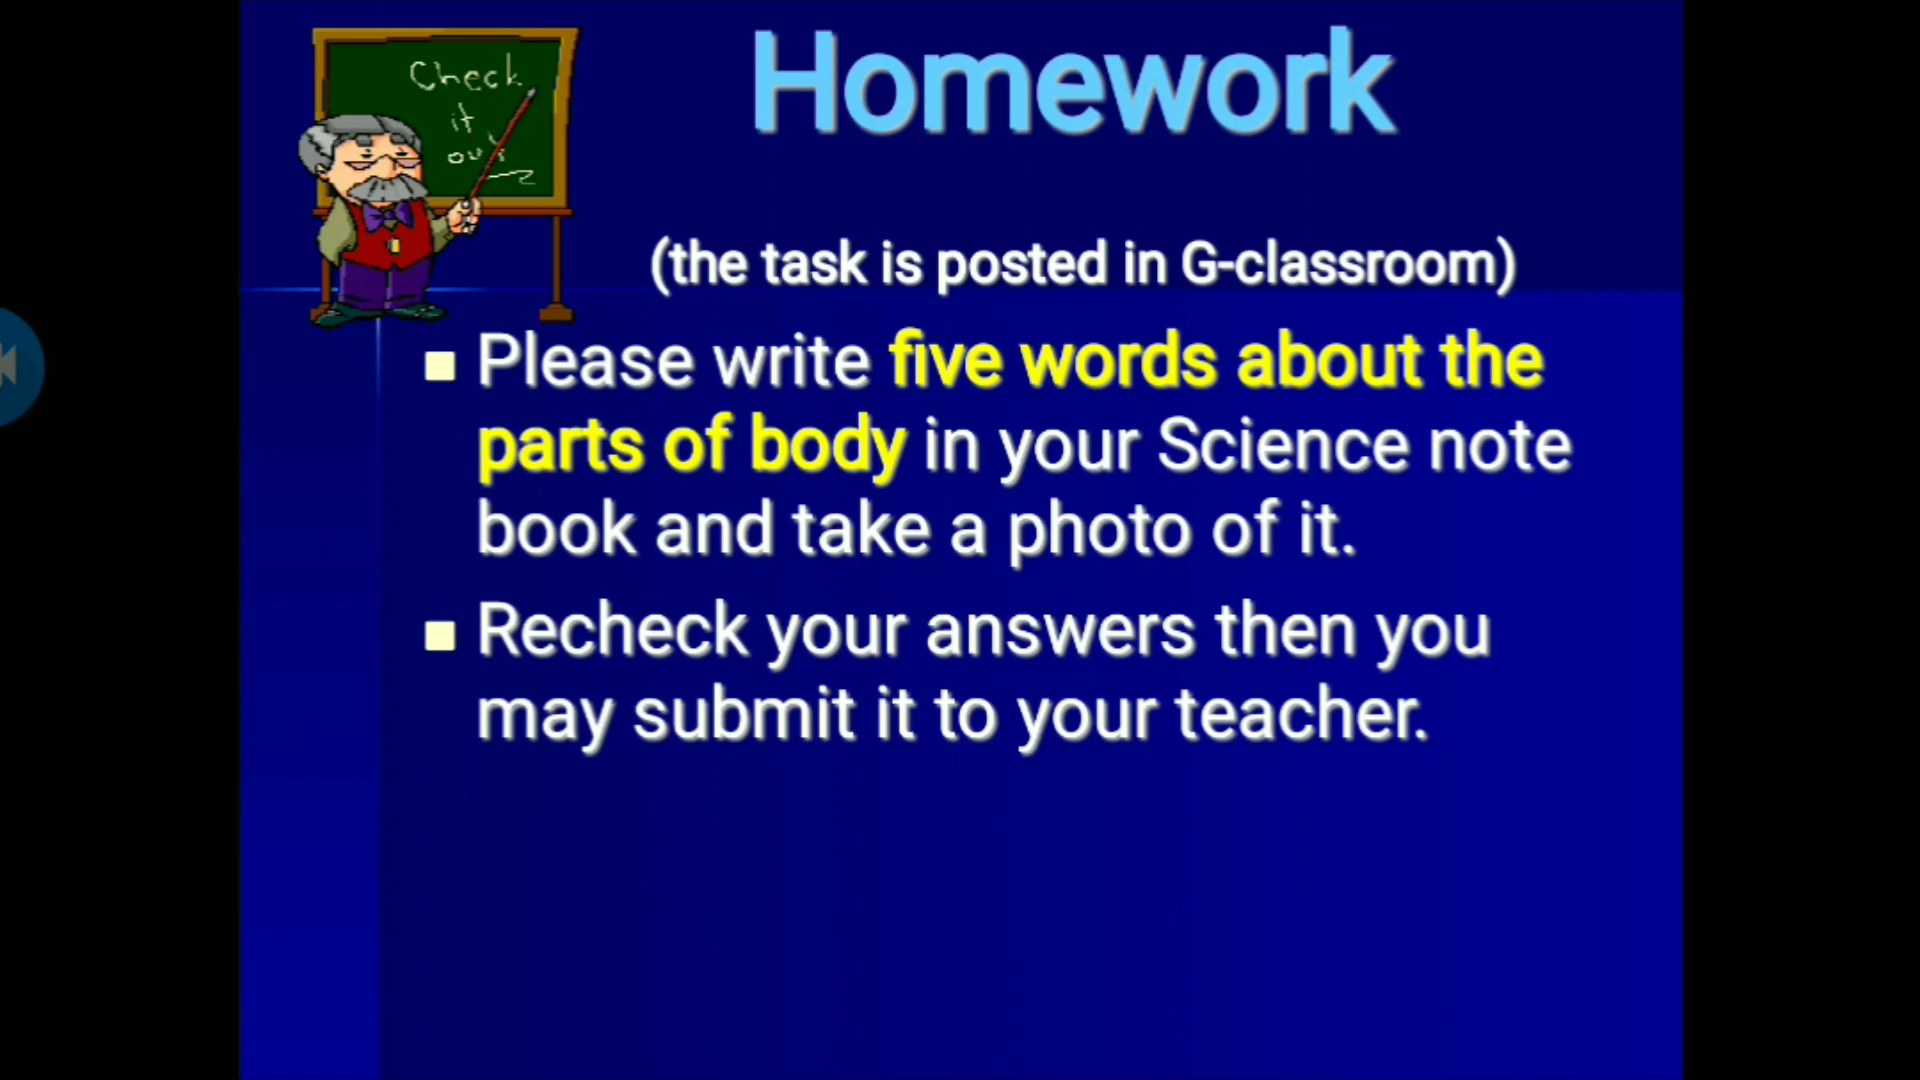 Check
it
out
Homework
(the task is posted in G-classroom)
Please write five words about the
parts of body in your Science note
book and take a photo of it.
Recheck your answers then you
may submit it to your teacher.